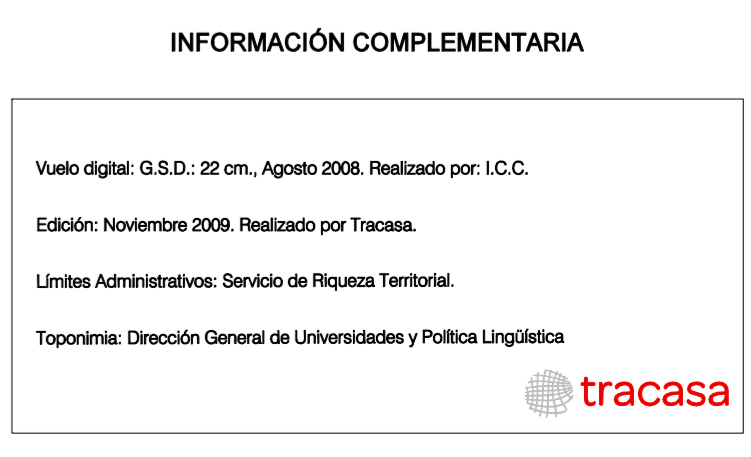 INFORMACIÓN COMPLEMENTARIA
Vuelo digital: G.S.D.: 22 cm., Agosto 2008. Realizado por: I.C.C.
Edición: Noviembre 2009. Realizado por Tracasa.
Límites Administrativos: Servicio de Riqueza Territorial.
Toponimia: Dirección General de Universidades y Política Lingüística
tracasa